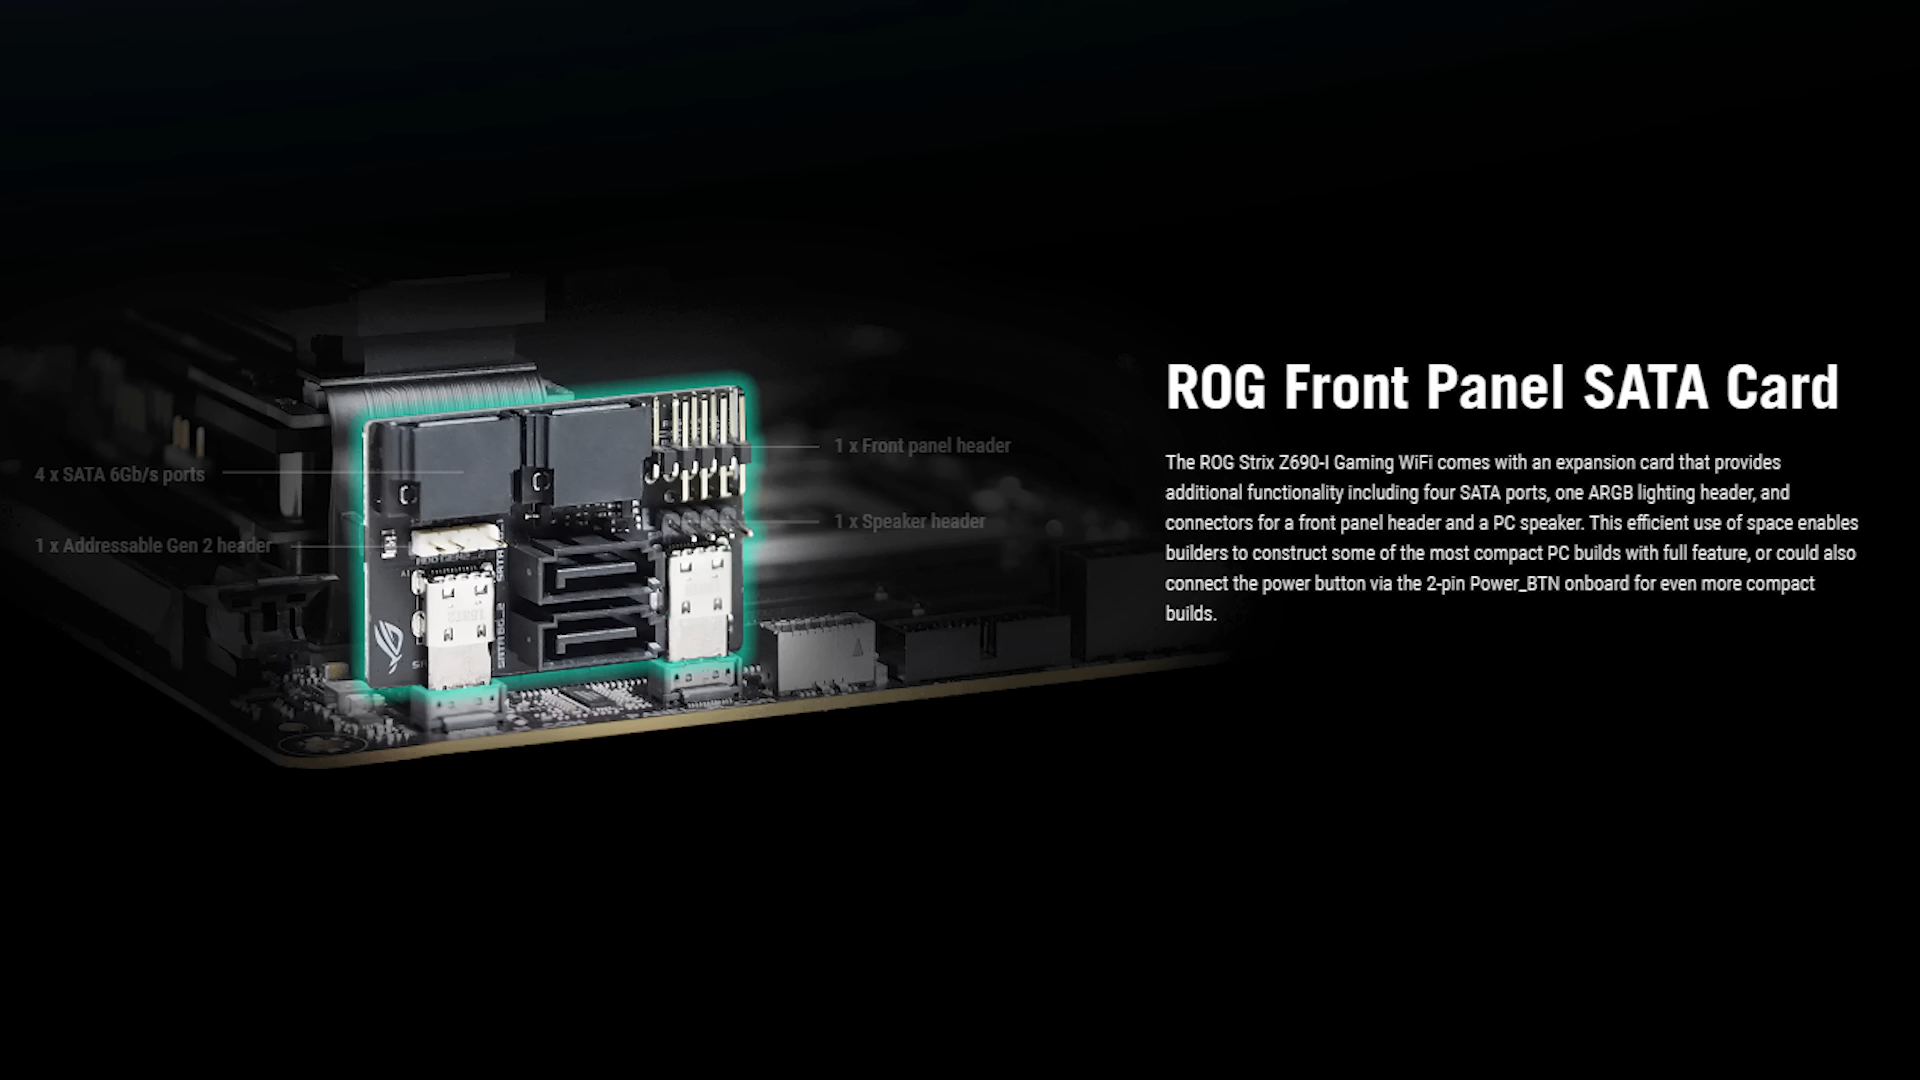 ROG Front Panel SATA Card
The ROG Strix Z690-I Gaming WiFi comes with an expansion card that provides
additional functionality including four SATA ports, one ARGB lighting header, and
connectors for a front panel header and a PC speaker. This efficient use of space enables
builders to construct some of the most compact PC builds with full feature, or could also
connect the power button via the 2-pin Power_BTN onboard for even more compact
builds.
4 x SATA 6Gb/s ports
1 x Addressable Gen 2 header
1 x Front panel header
1 x Speaker header